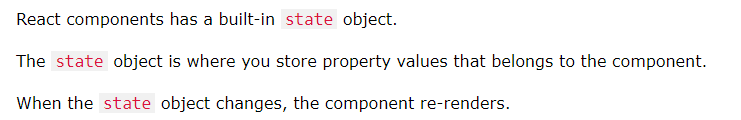 React components has a built-in state object.
The state object is where you store property values that belongs to the component.
When the state object changes, the component re-renders.